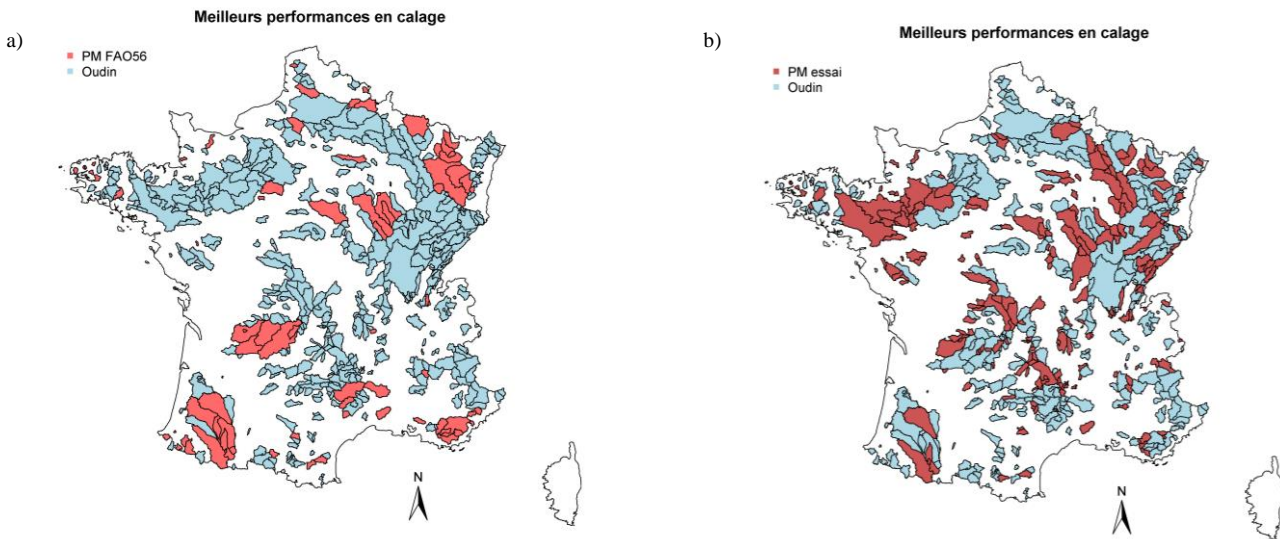 a)
Meilleurs performances en calage
PM FAO56
Oudin
N
b)
Meilleurs performances en calage
PM essai
Oudin
N